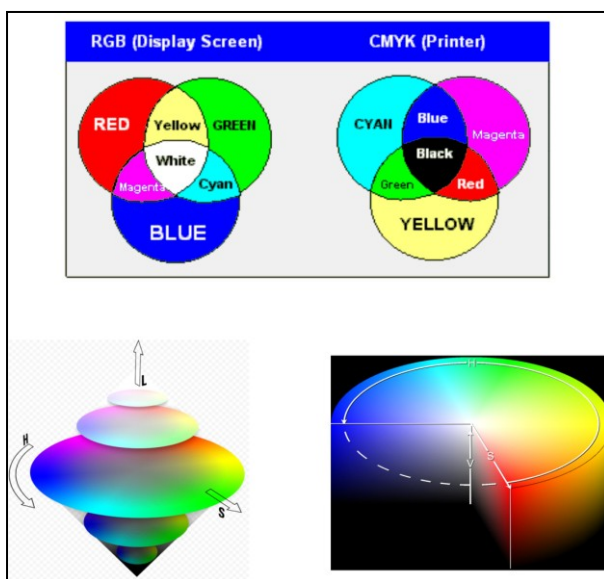 RGB (Display Screen) CMYK (Printer)
RED Yellow GREEN
White
Magenta Cyan
BLUE
CYAN Blue Magenta
Black
Green Red
YELLOW
L
H
S
H
S
V